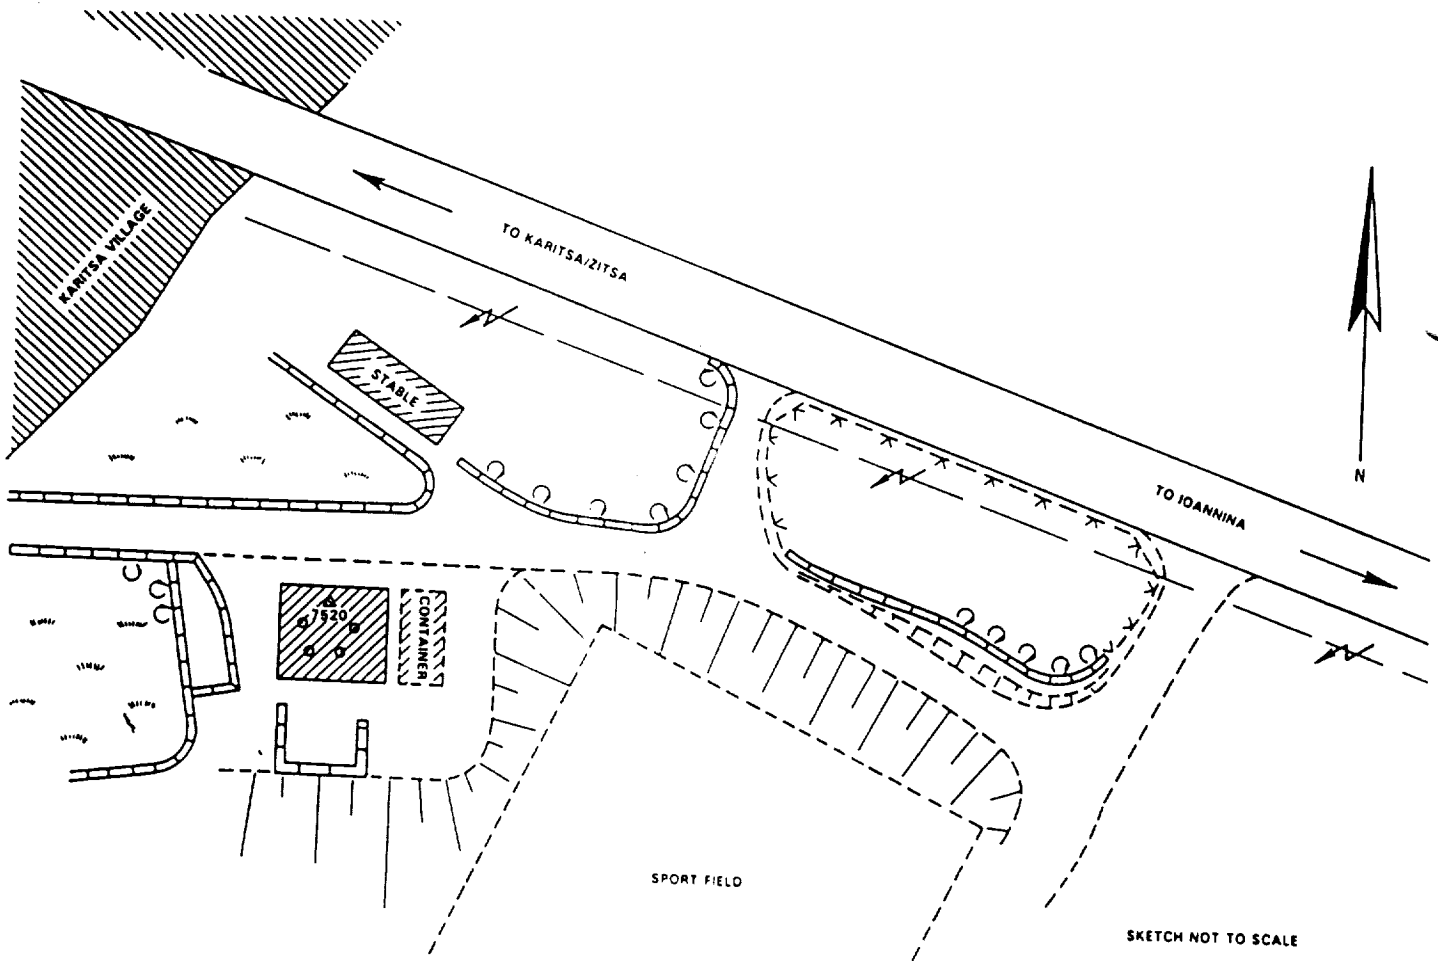 KARITSA VILLAGE
TO KARITSA/ZITSA
STABLE
TO IOANNINA
N
7520
CONTAINER
SPORT FIELD
SKETCH NOT TO SCALE